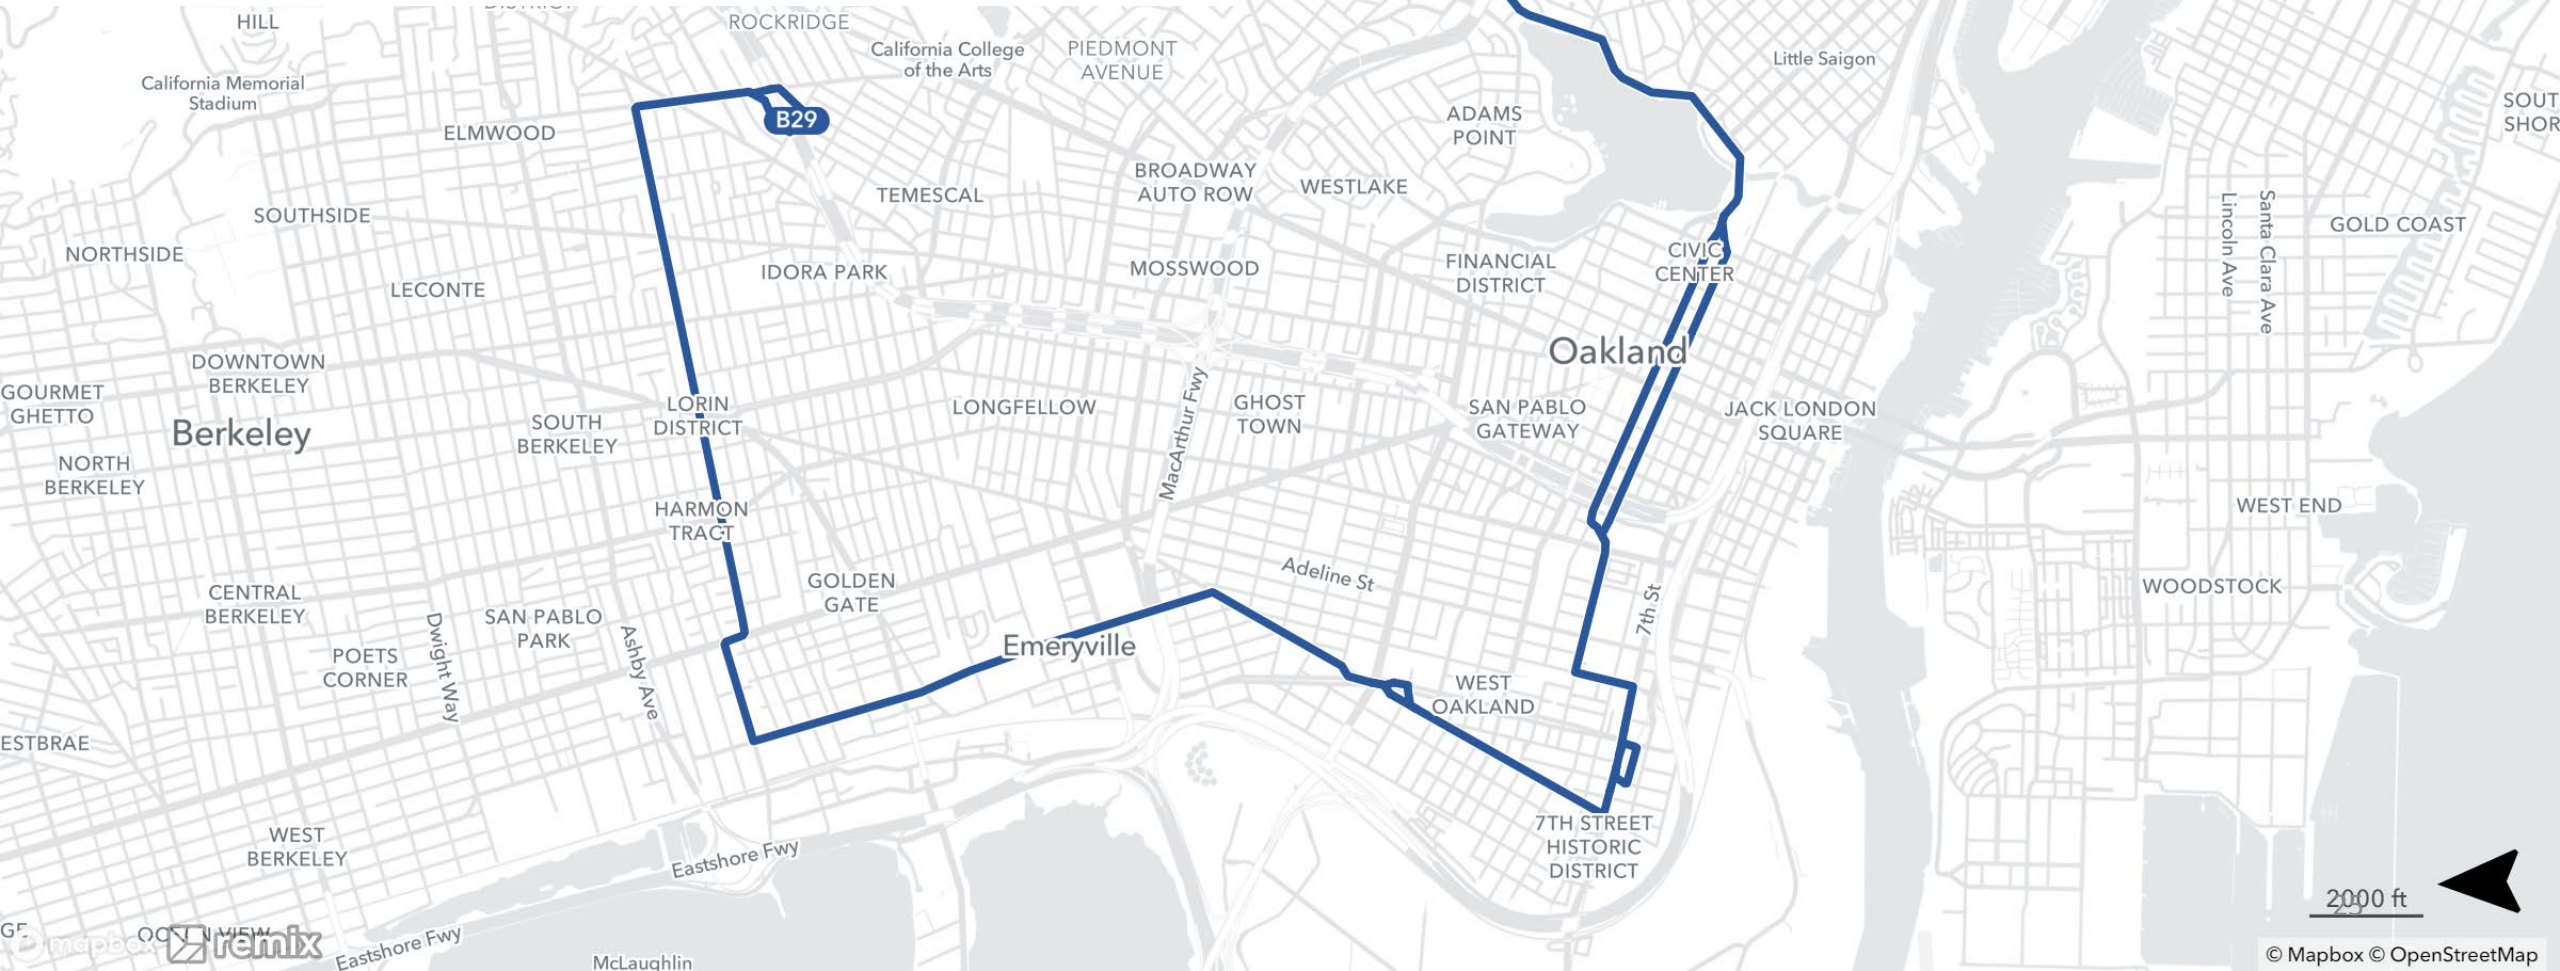 HILL
ROCKRIDGE
California College
of the Arts
PIEDMONT
AVENUE
Little Saigon
California Memorial
Stadium
ELMWOOD
B29
ADAMS
POINT
SOUTHSIDE
TEMESCAL
BROADWAY
AUTO ROW
WESTLAKE
Lincoln Ave
Santa Clara Ave
GOLD COAST
NORTHSIDE
LECONTE
IDORA PARK
MOSSWOOD
FINANCIAL
DISTRICT
CIVIC
CENTER
DOWNTOWN
BERKELEY
GOURMET
GHETTO
Berkeley
SOUTH
BERKELEY
LORIN
DISTRICT
LONGFELLOW
MacArthur Fwy
GHOST
TOWN
Oakland
SAN PABLO
GATEWAY
JACK LONDON
SQUARE
NORTH
BERKELEY
HARMON
TRACT
WEST END
CENTRAL
BERKELEY
GOLDEN
GATE
Adeline St
7th St
WOODSTOCK
Dwight Way
SAN PABLO
PARK
Ashby Ave
Emeryville
POETS
CORNER
WEST
OAKLAND
ESTBRAE
WEST
BERKELEY
Eastshore Fwy
7TH STREET
HISTORIC
DISTRICT
SOUT
SHOR
2000 ft
25
GE
mapbox
remix
Eastshore Fwy
McLaughlin
© Mapbox © OpenStreetMap